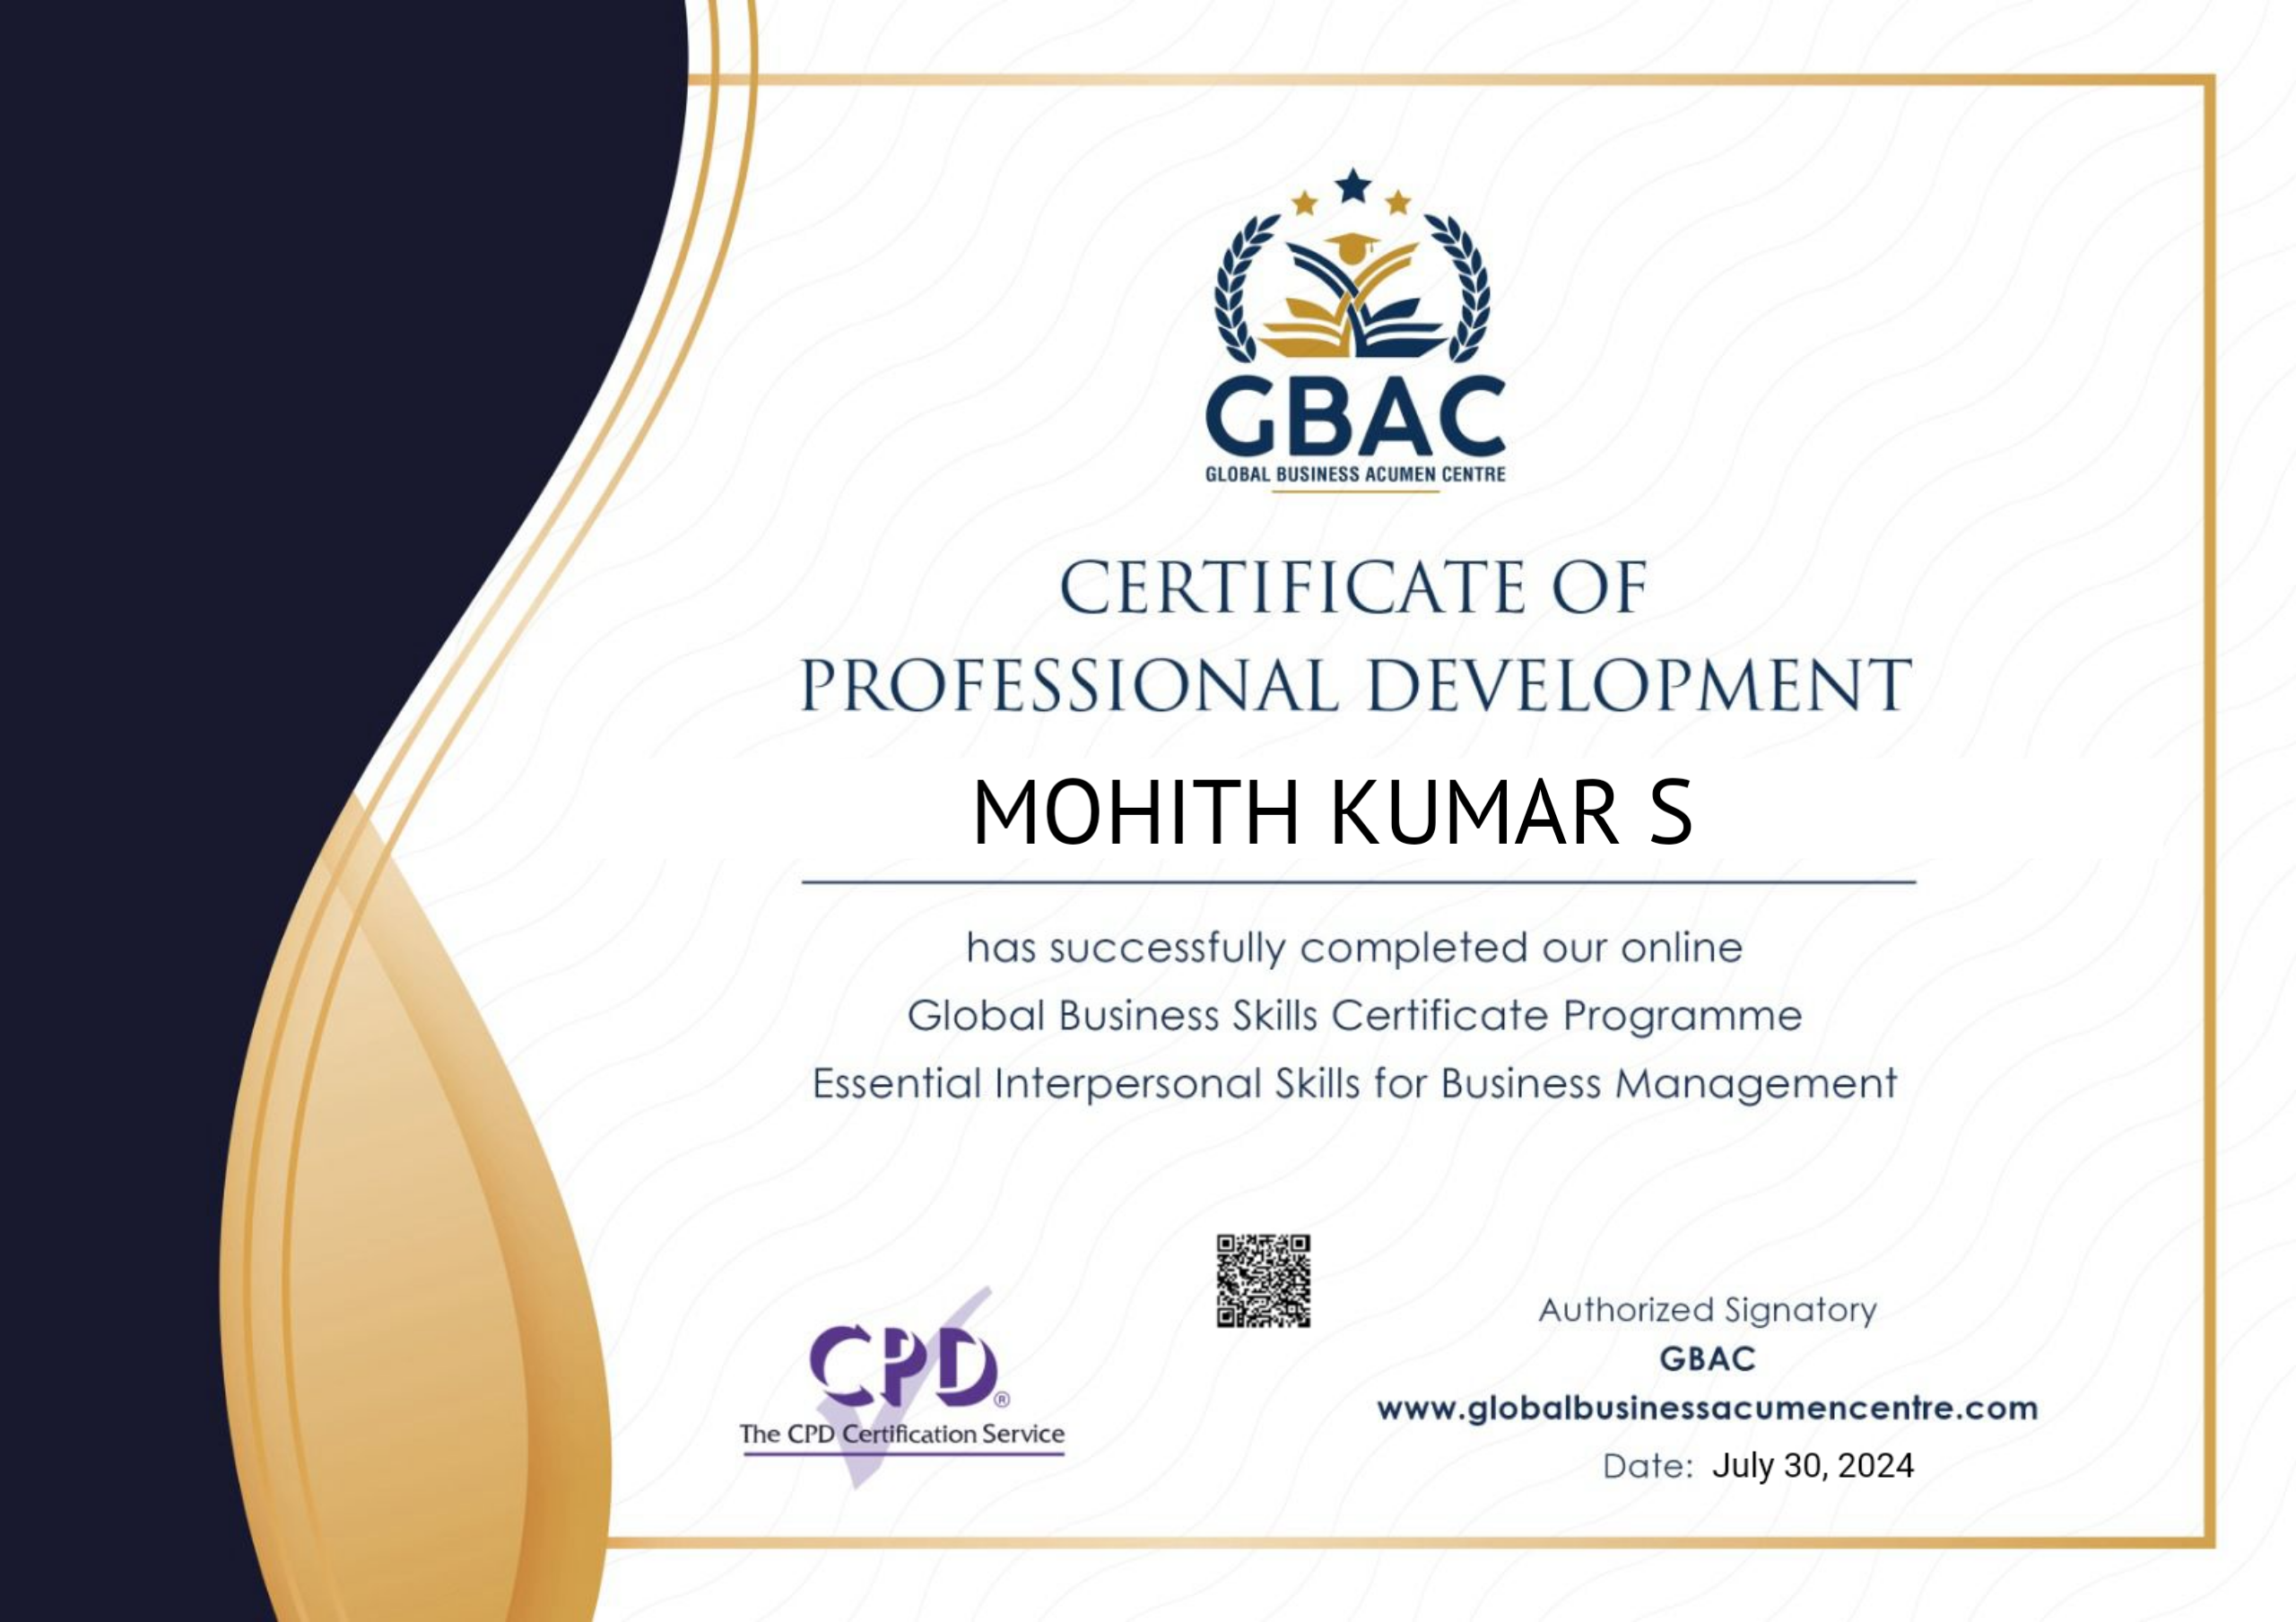 GBAC
GLOBAL BUSINESS ACUMEN CENTRE
CERTIFICATE OF
PROFESSIONAL DEVELOPMENT
MOHITH KUMAR S
has successfully completed our online
Global Business Skills Certificate Programme
Essential Interpersonal Skills for Business Management
CPD®
The CPD Certification Service
Authorized Signatory
GBAC
www.globalbusinessacumencentre.com
Date: July 30, 2024